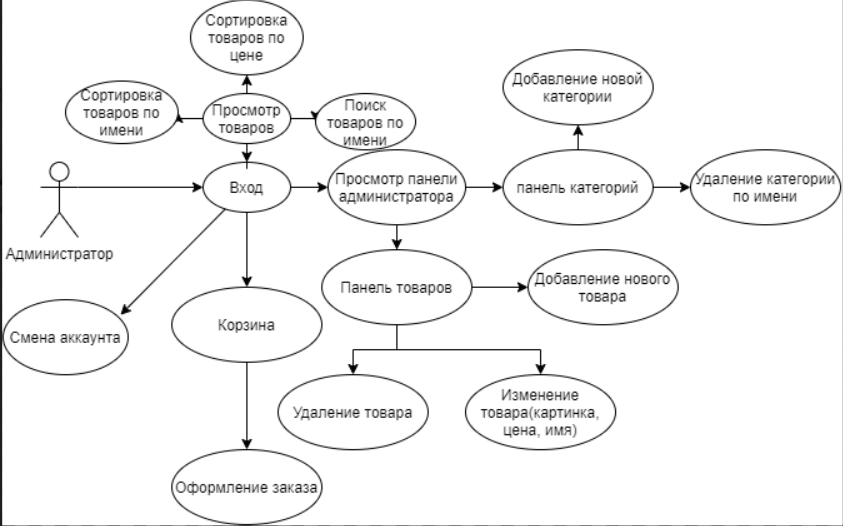 Сортировка
товаров по
цене
Сортировка
товаров по
имени
Просмотр
товаров
Поиск
товаров по
имени
Добавление новой
категории
Администратор
Вход
Просмотр панели
администратора
панель категорий
Удаление категории
по имени
Смена аккаунта
Корзина
Панель товаров
Добавление нового
товара
Удаление товара
Изменение
товара(картинка,
цена, имя)
Оформление заказа